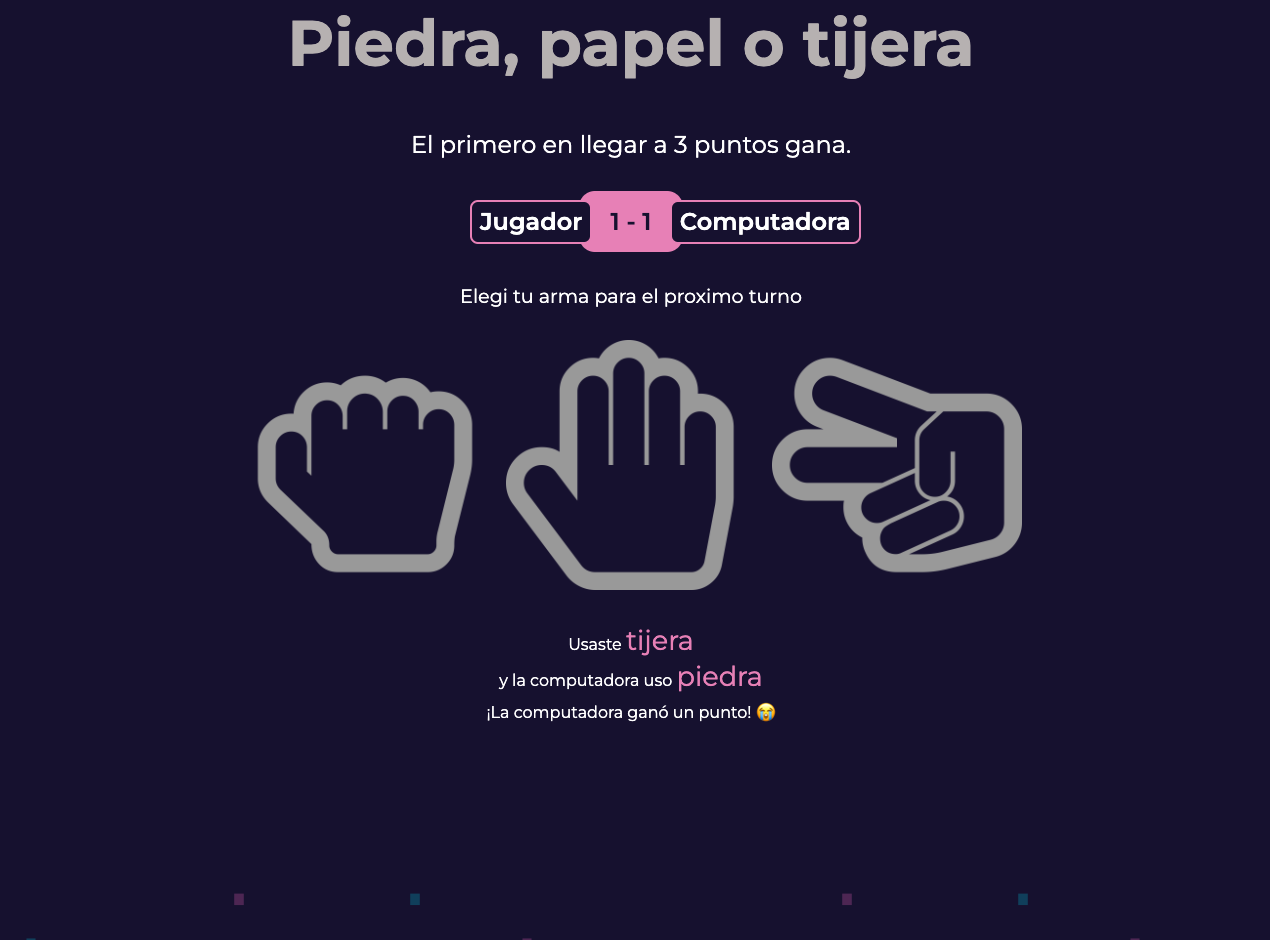 Piedra, papel o tijera
El primero en llegar a 3 puntos gana.
Jugador 1 - 1 Computadora
Elegi tu arma para el proximo turno
Usaste tijera
y la computadora uso piedra
¡La computadora ganó un punto! 😭